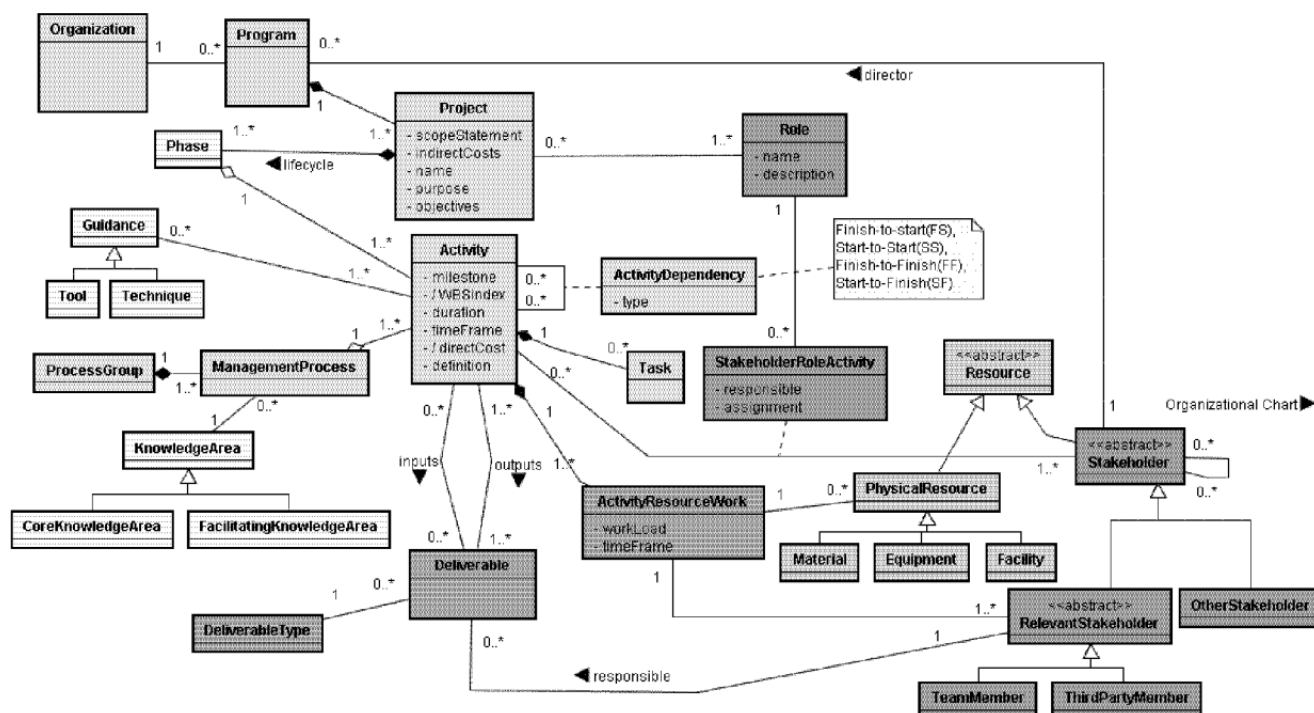 Organization
1
0..*
Program
0..*
director
1
Project
- scopeStatement
- indirectCosts
- name
- purpose
- objectives
1..*
1..*
lifecycle
Phase
1
1..*
0..*
1..*
Role
- name
- description
1
Guidance
0..*
1..*
Tool
Technique
Activity
- milestone
- / WBSindex
- duration
- timeFrame
- / directCost
- definition
0..*
0..*
ActivityDependency
- type
Finish-to-start(FS),
Start-to-Start(SS),
Finish-to-Finish(FF),
Start-to-Finish(SF).
0..*
1
1..*
ProcessGroup
1
1..*
ManagementProcess
0..*
1
KnowledgeArea
CoreKnowledgeArea
FacilitatingKnowledgeArea
1
0..*
Task
0..*
StakeholderRoleActivity
- responsible
- assignment
<<abstract>>
Resource
1
Organizational Chart
<<abstract>>
Stakeholder
0..*
0..*
1..*
0..*
1..*
inputs
outputs
0..*
1..*
1
1..*
ActivityResourceWork
- workLoad
- timeFrame
1
0..*
PhysicalResource
Material
Equipment
Facility
1
1..*
Deliverable
0..*
1
DeliverableType
0..*
responsible
1
<<abstract>>
RelevantStakeholder
OtherStakeholder
TeamMember
ThirdPartyMember